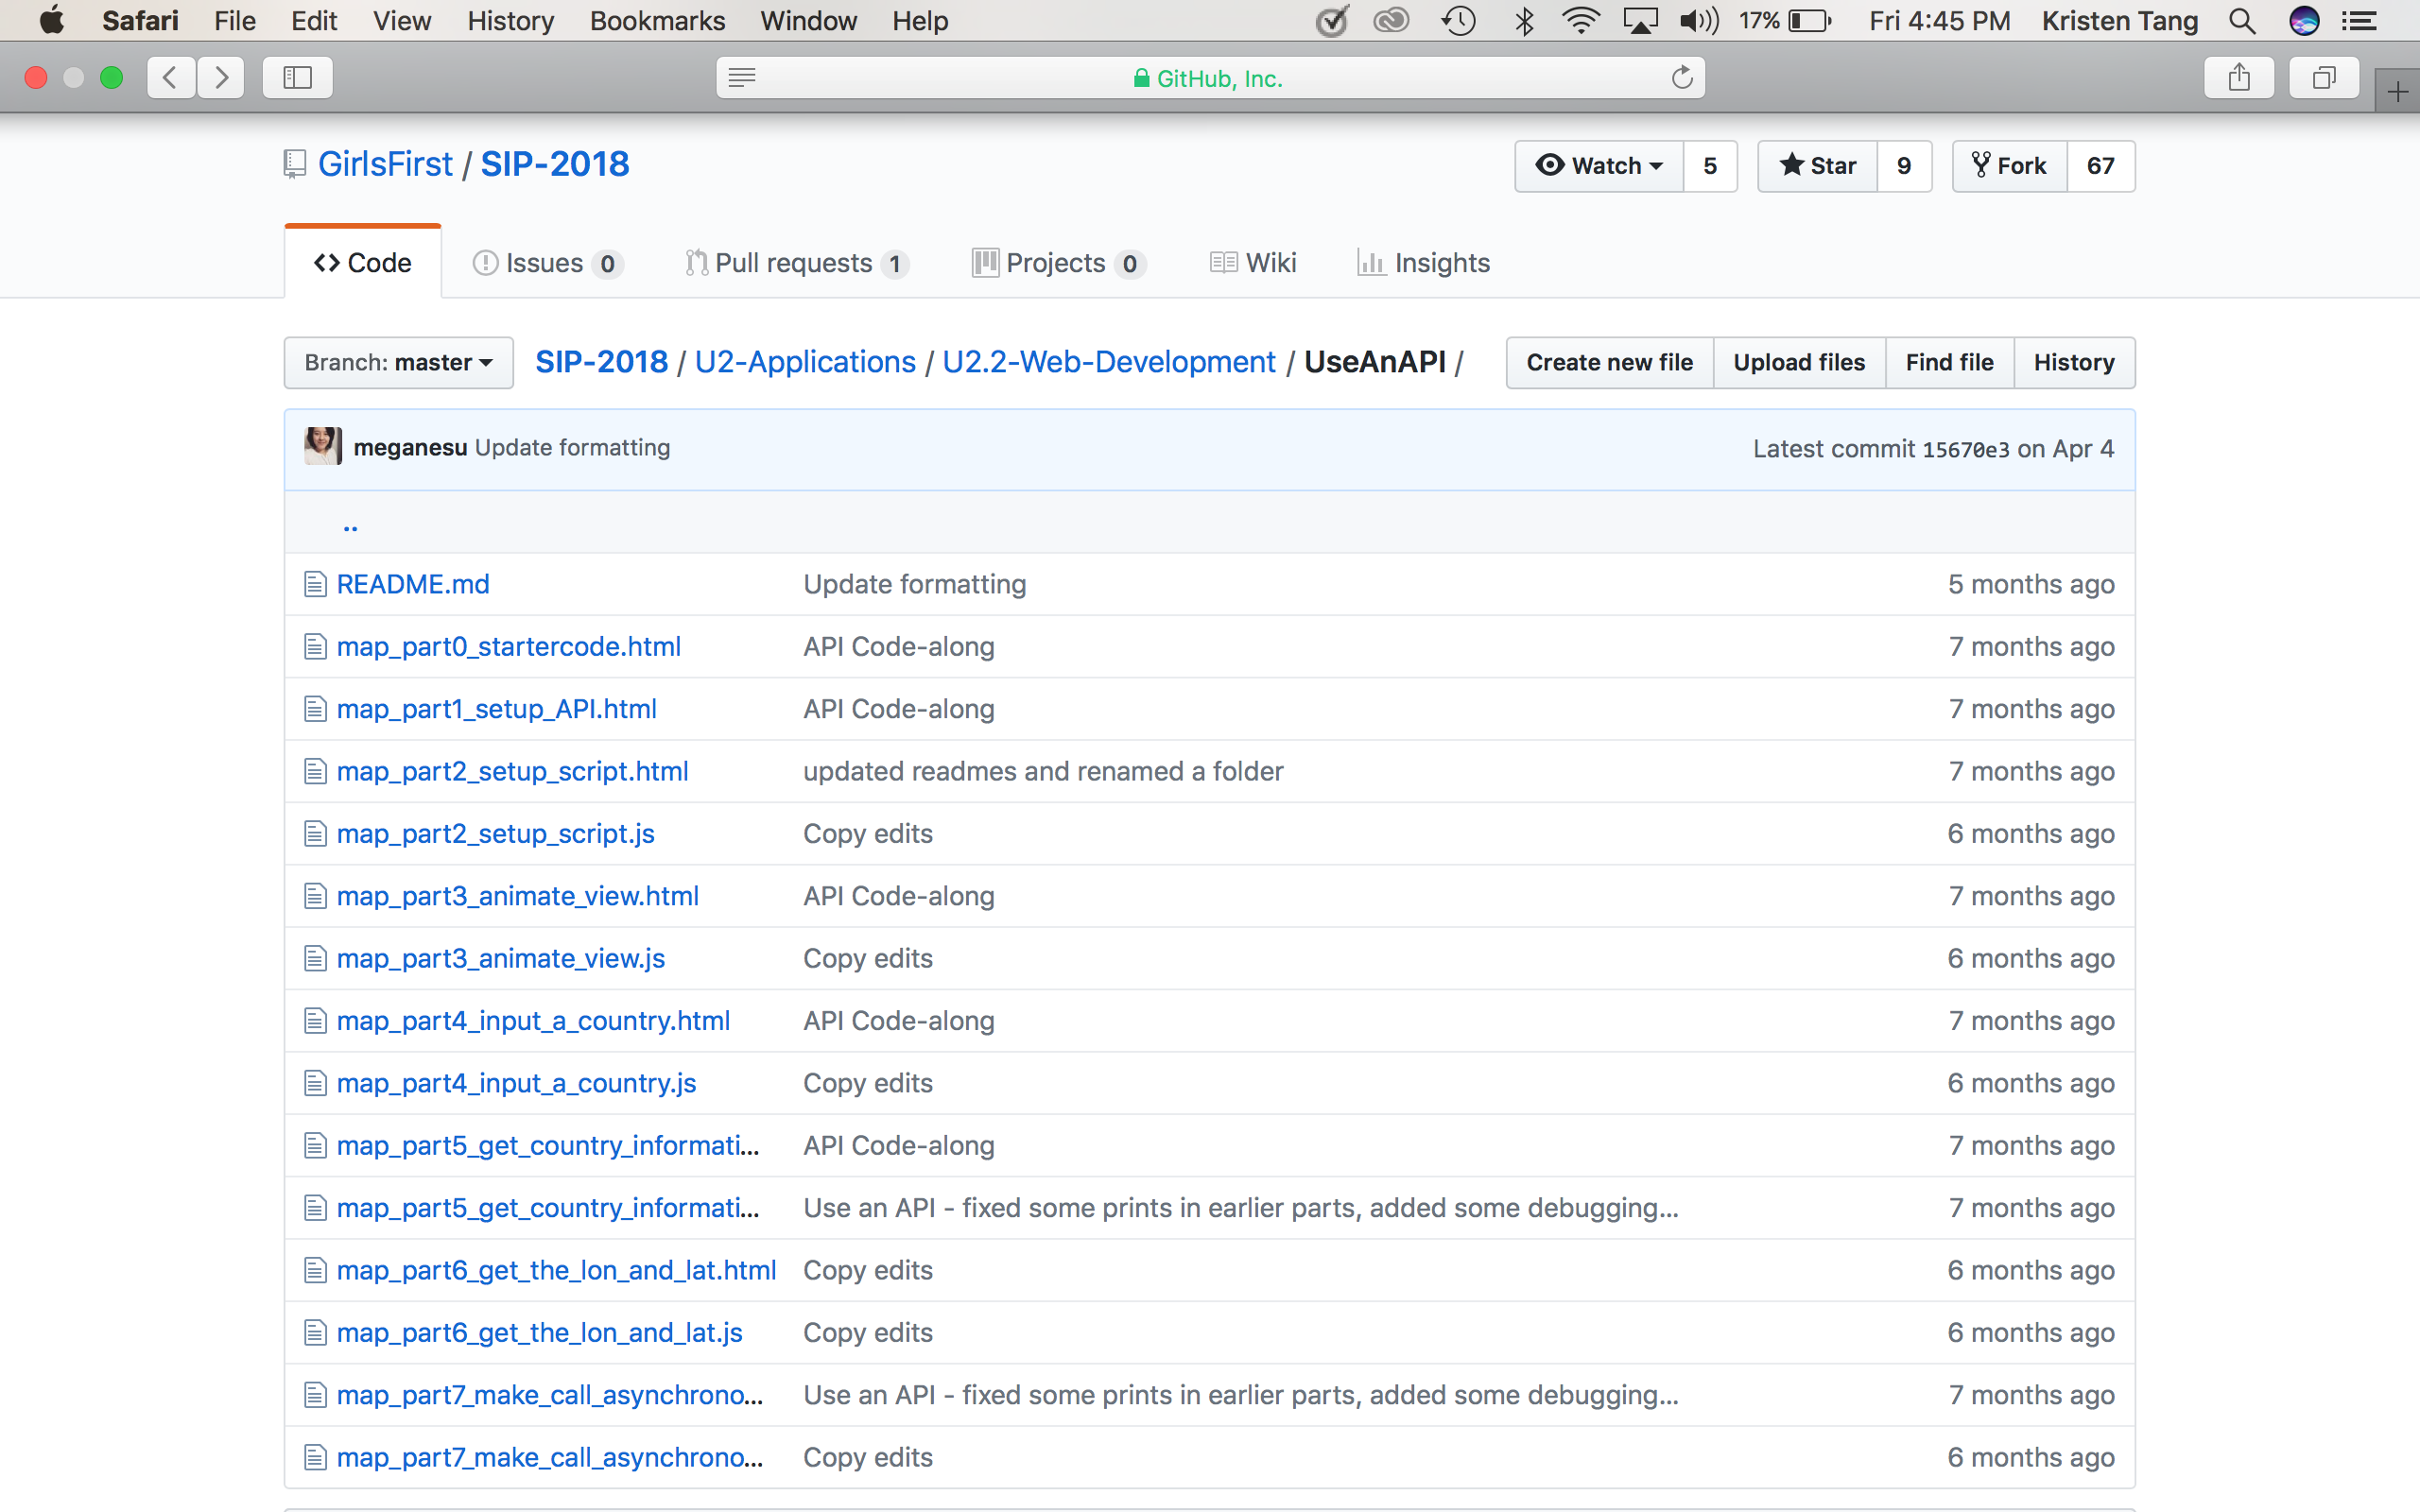 Safari File Edit View History Bookmarks Window Help 17% Fri 4:45 PM Kristen Tang
GitHub, Inc.
GirlsFirst / SIP-2018 Watch 5 Star 9 Fork 67
Code Issues 0 Pull requests 1 Projects 0 Wiki Insights
Branch: master SIP-2018 / U2-Applications / U2.2-Web-Development / UseAnAPI / Create new file Upload files Find file History
meganesu Update formatting Latest commit 15670e3 on Apr 4
..
README.md Update formatting 5 months ago
map_part0_startercode.html API Code-along 7 months ago
map_part1_setup_API.html API Code-along 7 months ago
map_part2_setup_script.html updated readmes and renamed a folder 7 months ago
map_part2_setup_script.js Copy edits 6 months ago
map_part3_animate_view.html API Code-along 7 months ago
map_part3_animate_view.js Copy edits 6 months ago
map_part4_input_a_country.html API Code-along 7 months ago
map_part4_input_a_country.js Copy edits 6 months ago
map_part5_get_country_informati... API Code-along 7 months ago
map_part5_get_country_informati... Use an API - fixed some prints in earlier parts, added some debugging... 7 months ago
map_part6_get_the_lon_and_lat.html Copy edits 6 months ago
map_part6_get_the_lon_and_lat.js Copy edits 6 months ago
map_part7_make_call_asynchrono... Use an API - fixed some prints in earlier parts, added some debugging... 7 months ago
map_part7_make_call_asynchrono... Copy edits 6 months ago